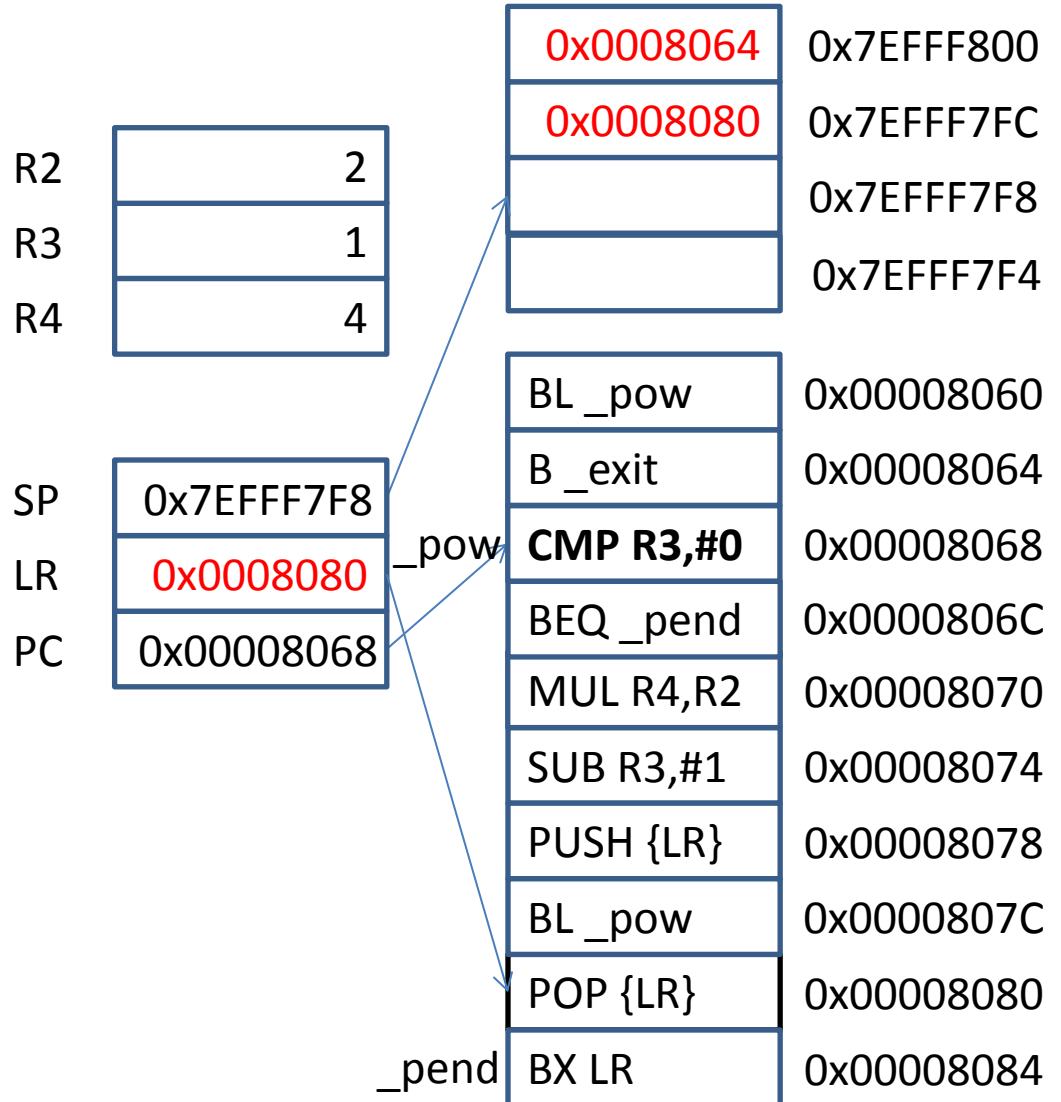 0x0008064 0x7EFFF800
0x0008080 0x7EFFF7FC
0x7EFFF7F8
0x7EFFF7F4
R2 2
R3 1
R4 4
SP 0x7EFFF7F8
LR 0x0008080
PC 0x00008068
BL _pow 0x00008060
B _exit 0x00008064
_pow CMP R3,#0 0x00008068
BEQ _pend 0x0000806C
MUL R4,R2 0x00008070
SUB R3,#1 0x00008074
PUSH {LR} 0x00008078
BL _pow 0x0000807C
POP {LR} 0x00008080
_pend BX LR 0x00008084